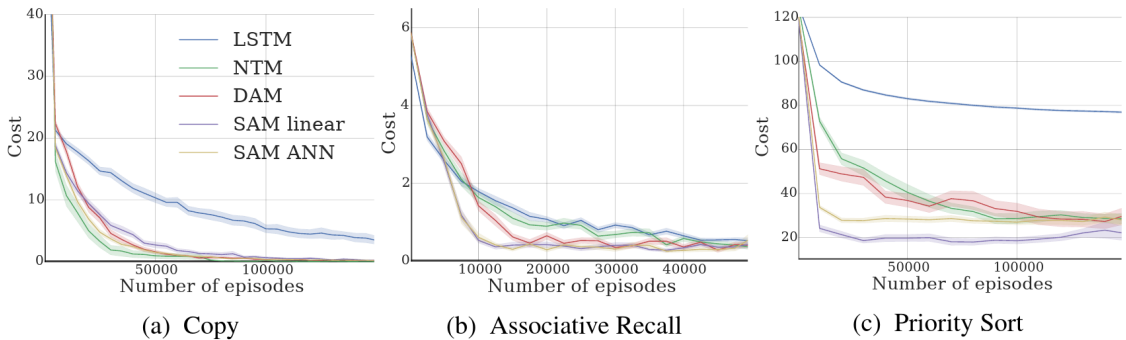 40
30
20
10
0
50000
100000
Cost
Number of episodes
LSTM
NTM
DAM
SAM linear
SAM ANN
(a) Copy
6
4
2
0
10000
20000
30000
40000
Cost
Number of episodes
(b) Associative Recall
120
100
80
60
40
20
50000
100000
Cost
Number of episodes
(c) Priority Sort